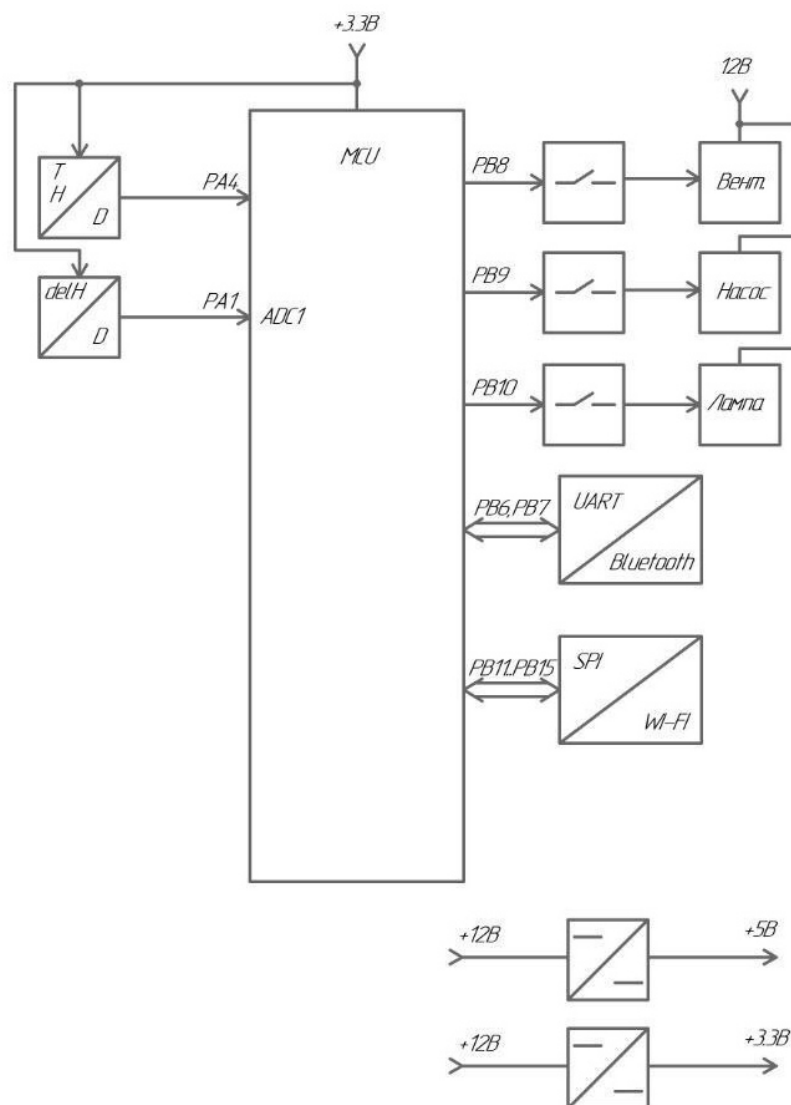 +3.3В
12В
MCU
T
H
D
PA4
PB8
Вент.
delH
D
PA1
ADC1
PB9
Насос
PB10
Лампа
PB6,PB7
UART
Bluetooth
PB11..PB15
SPI
WI-FI
+12В
+5В
+12В
+3.3В